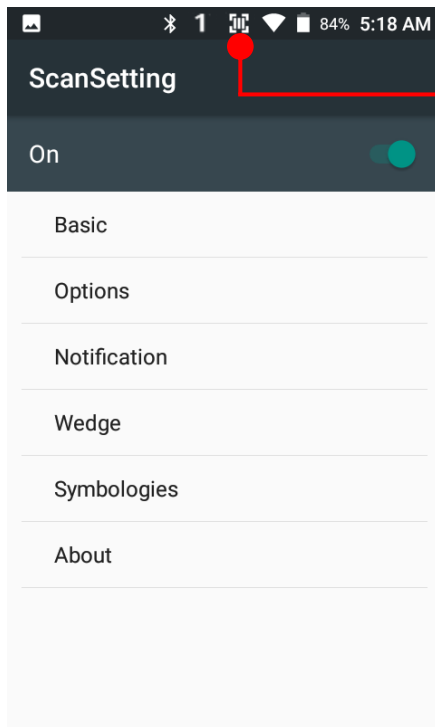 1 84% 5:18 AM
ScanSetting
On
Basic
Options
Notification
Wedge
Symbologies
About